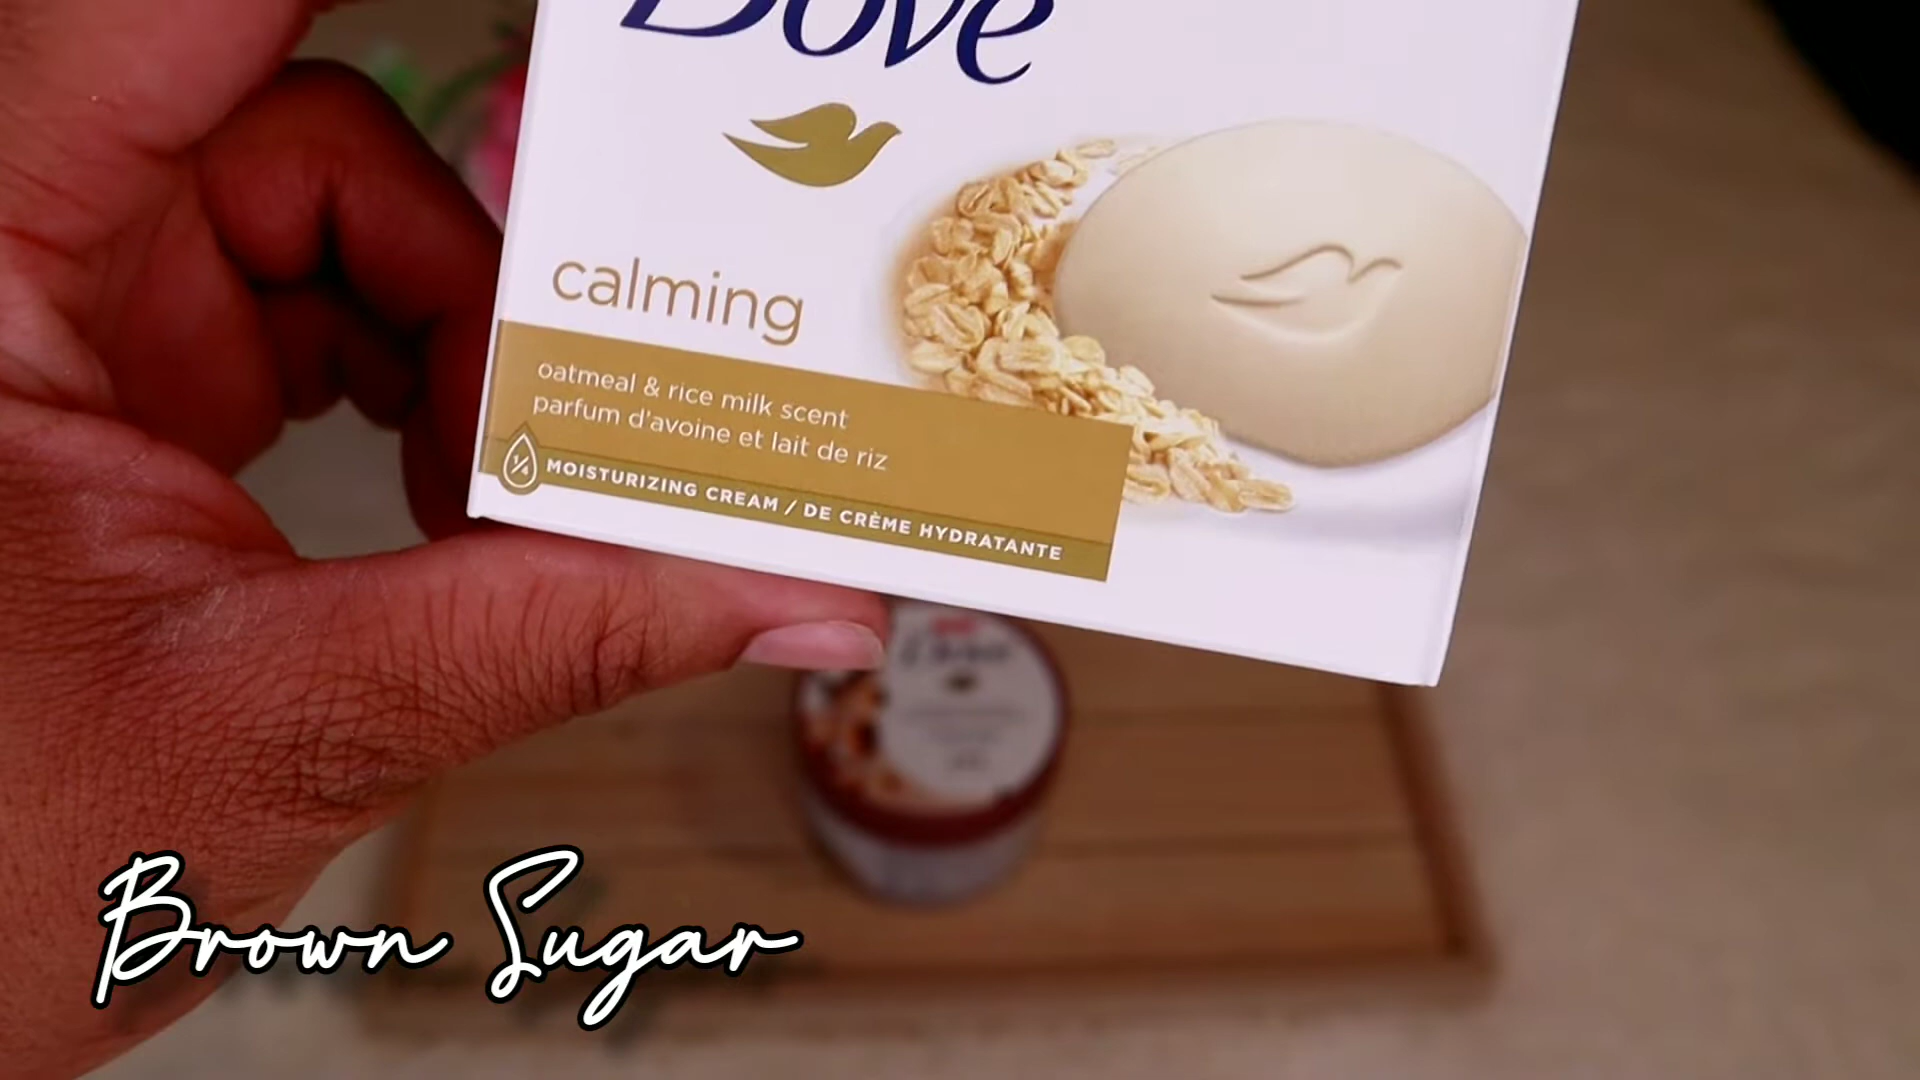 Dove
calming
oatmeal & rice milk scent
parfum d'avoine et lait de riz
1/4 MOISTURIZING CREAM / DE CRÈME HYDRATANTE
Brown Sugar